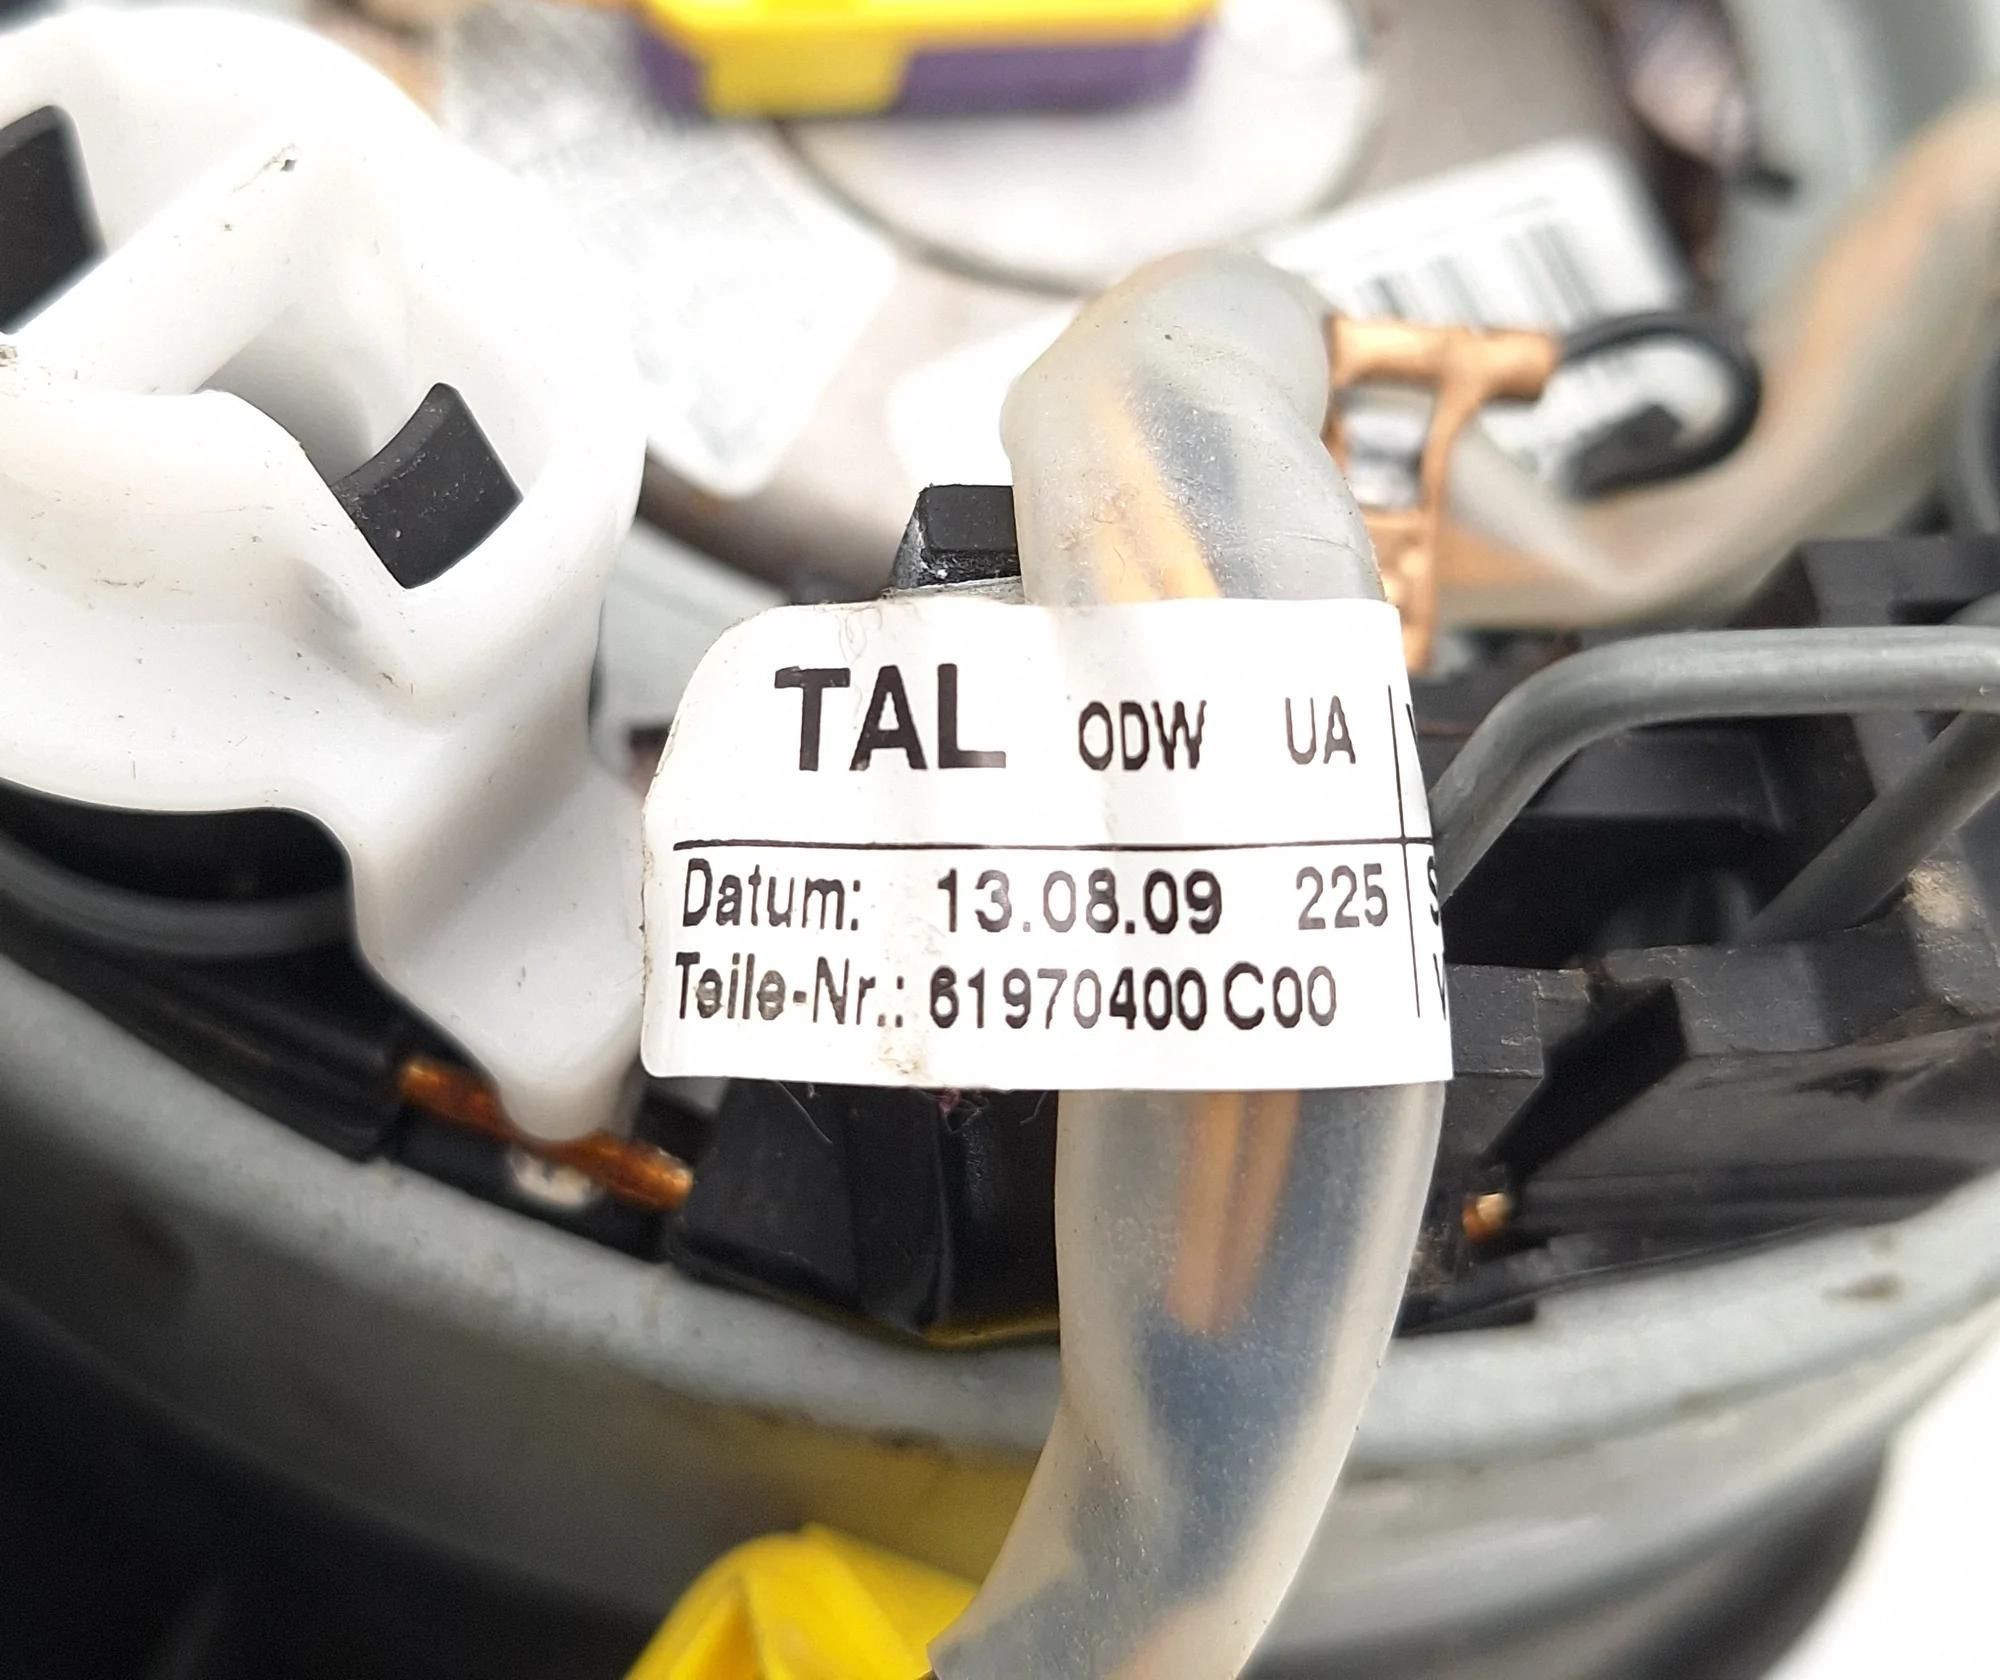 TAL ODW UA
Datum: 13.08.09 225
Teile-Nr.: 61970400 C00